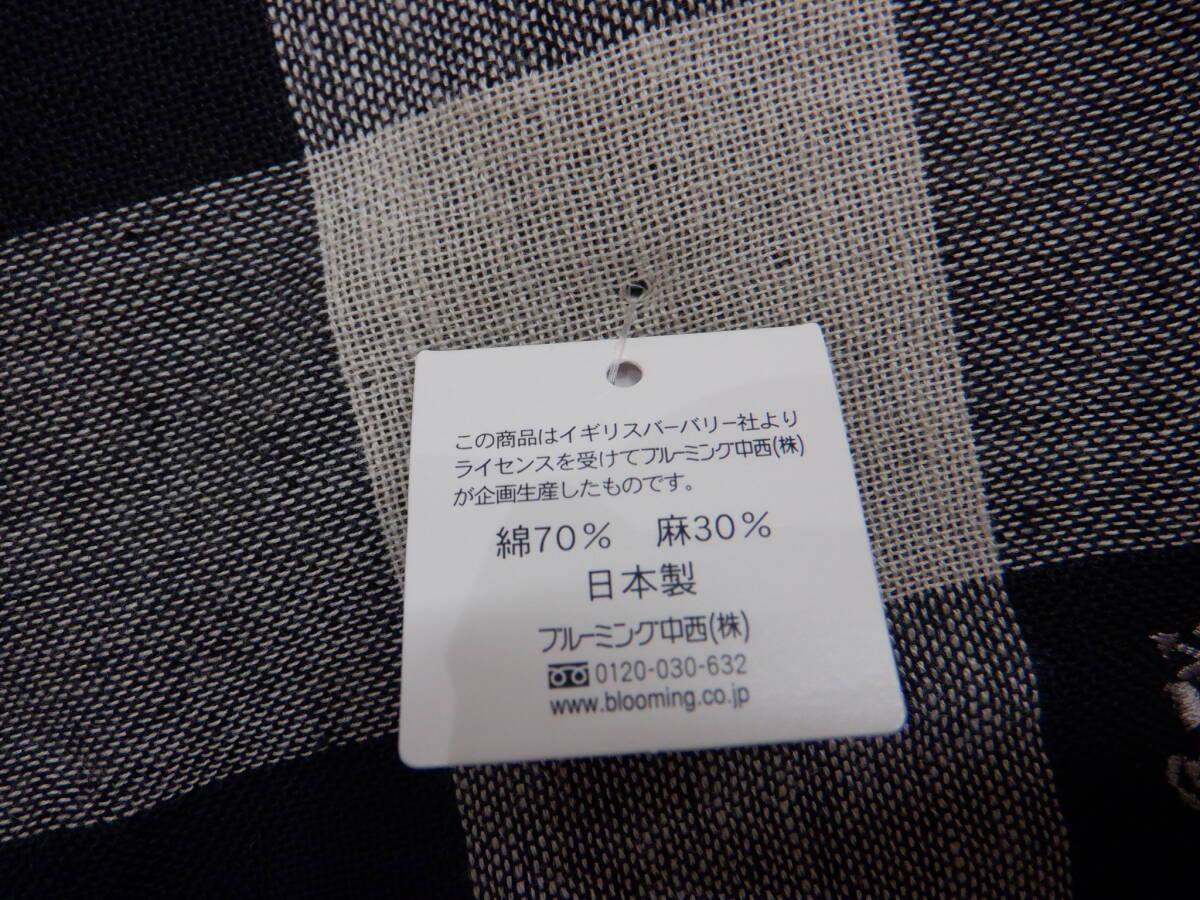 この商品はイギリスバーバリー社より
ライセンスを受けてブルーミング中西(株)
が企画生産したものです。
綿70% 麻30%
日本製
ブルーミング中西(株)
0120-030-632
www.blooming.co.jp